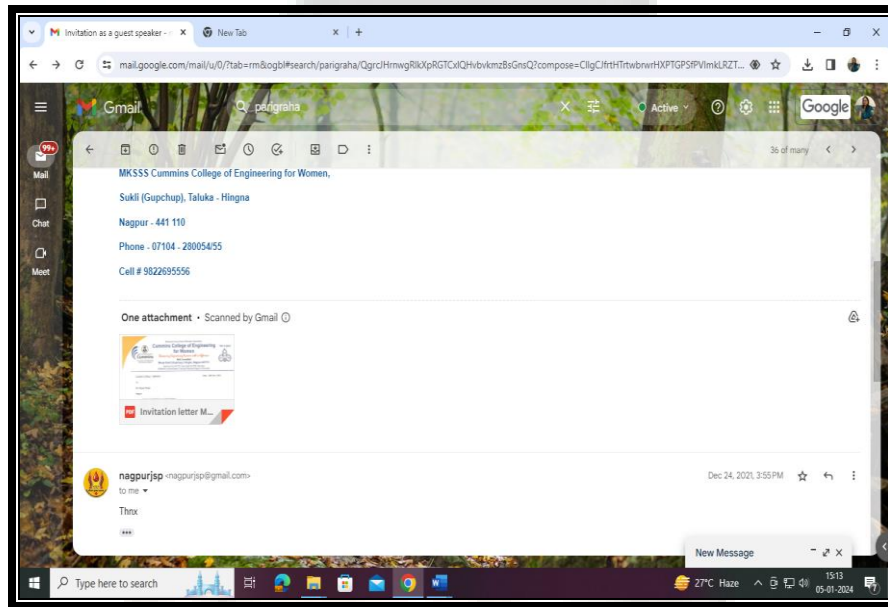 Invitation as a guest speaker -
New Tab
mail.google.com/mail/u/0/?tab=rm&ogbl#search/parigraha/
Gmail
parigraha
Active
Google
99+
Mail
Chat
Meet
36 of many
MKSSS Cummins College of Engineering for Women,
Sukli (Gupchup), Taluka - Hingna
Nagpur - 441 110
Phone - 07104 - 280054/55
Cell # 9822695556
One attachment • Scanned by Gmail
Cummins College of Engineering
for Women
PDF
Invitation letter M...
nagpurjsp <nagpurjsp@gmail.com>
Dec 24, 2021, 3:55 PM
to me
Thnx
New Message
Type here to search
27°C Haze
15:13
05-01-2024